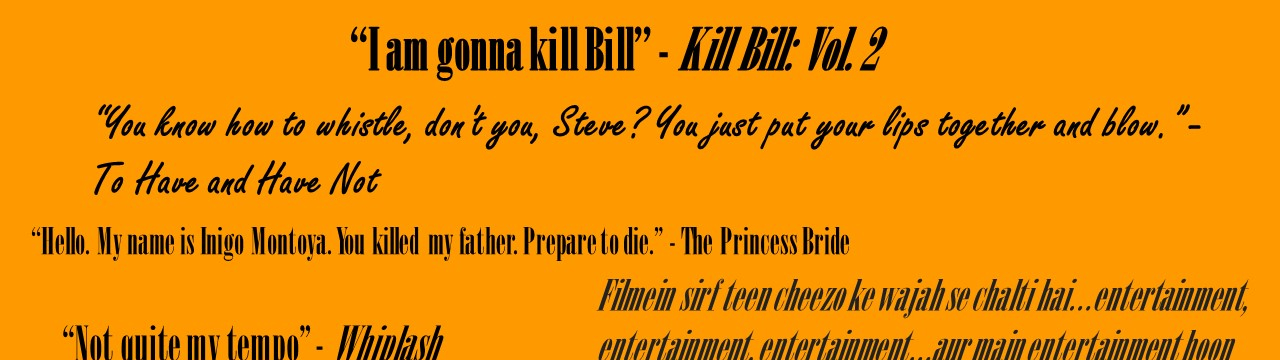 “I am gonna kill Bill” - Kill Bill: Vol. 2
“You know how to whistle, don't you, Steve? You just put your lips together and blow.”-
To Have and Have Not
“Hello. My name is Inigo Montoya. You killed my father. Prepare to die.” - The Princess Bride
Filmein sirf teen cheezo ke wajah se chalti hai…entertainment,
“Not quite my tempo” - Whiplash
entertainment, entertainment…aur main entertainment hoon